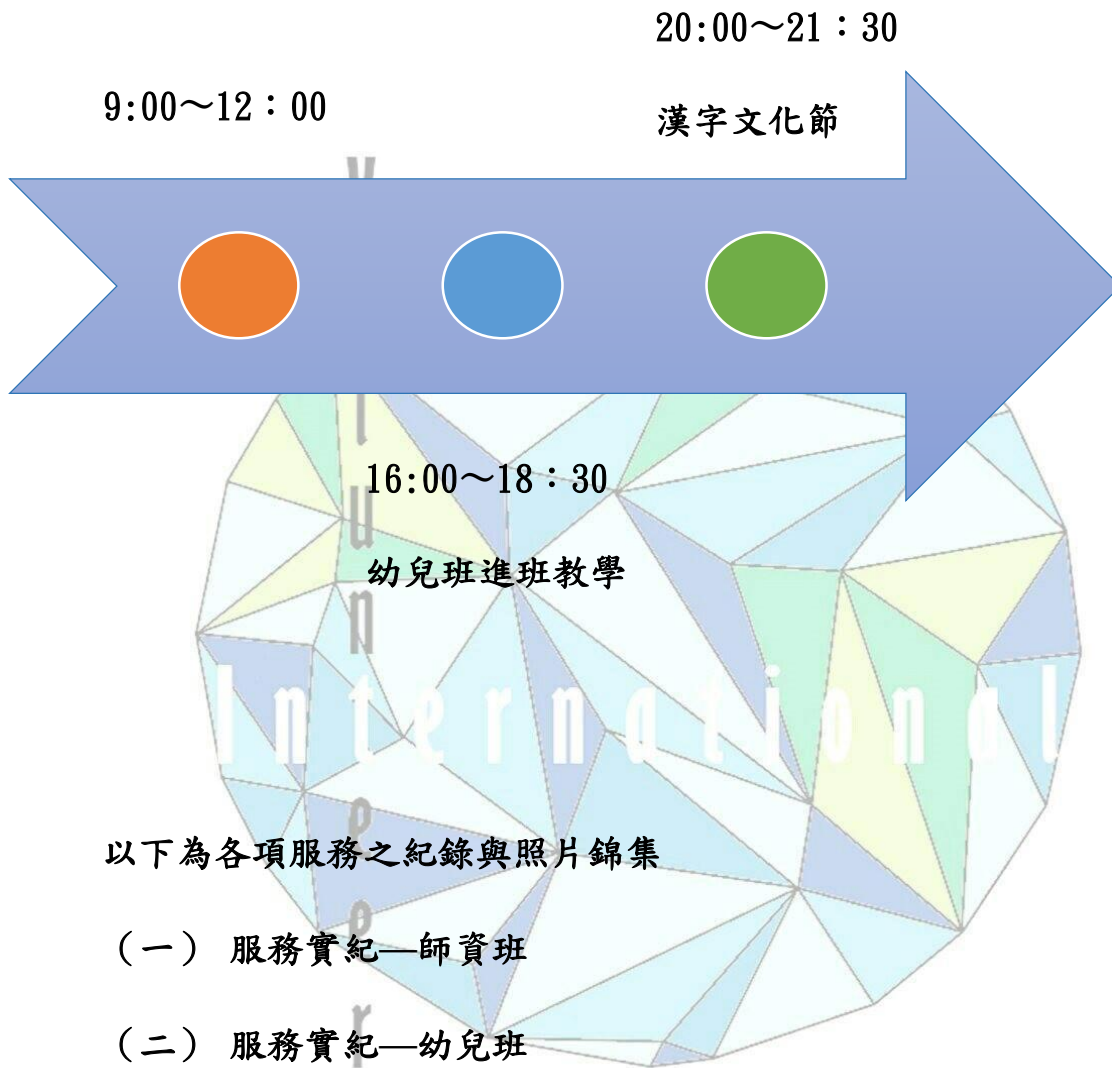 20:00～21：30
9:00～12：00
漢字文化節
16:00～18：30
幼兒班進班教學
International
以下為各項服務之紀錄與照片錦集
（一） 服務實紀—師資班
（二） 服務實紀—幼兒班